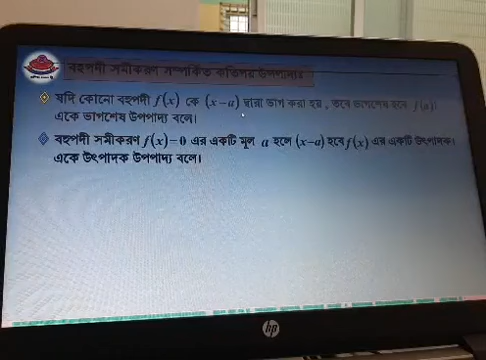 বহুপদী সমীকরণ সম্পর্কিত কতিপয় উপপাদ্যঃ
যদি কোনো বহুপদী f(x) কে (x−a) দ্বারা ভাগ করা হয়, তবে ভাগশেষ হবে f(a)।
একে ভাগশেষ উপপাদ্য বলে।
বহুপদী সমীকরণ f(x)=0 এর একটি মূল a হলে (x−a) হবে f(x) এর একটি উৎপাদক।
একে উৎপাদক উপপাদ্য বলে।
hp